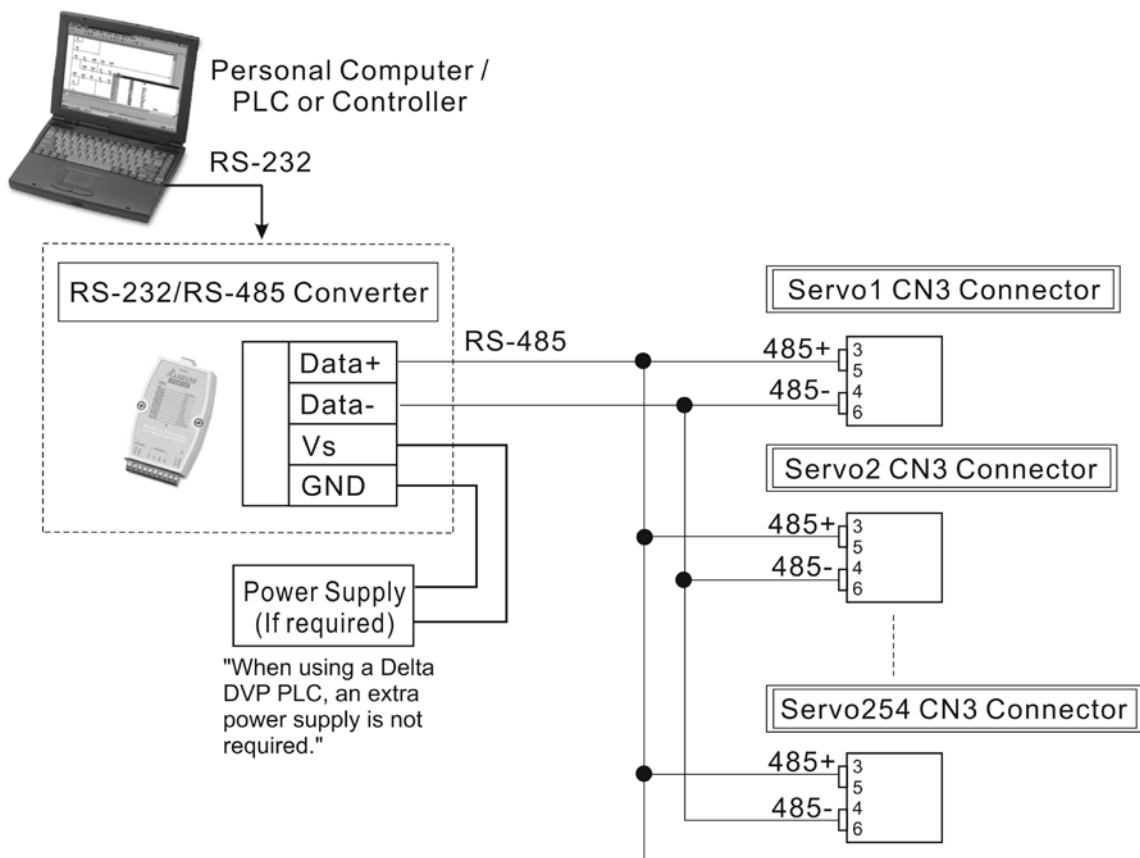 Personal Computer /
PLC or Controller
RS-232
RS-232/RS-485 Converter
Data+
Data-
Vs
GND
RS-485
Power Supply
(If required)
"When using a Delta
DVP PLC, an extra
power supply is not
required."
Servo1 CN3 Connector
485+
3
5
485-
4
6
Servo2 CN3 Connector
485+
3
5
485-
4
6
Servo254 CN3 Connector
485+
3
5
485-
4
6